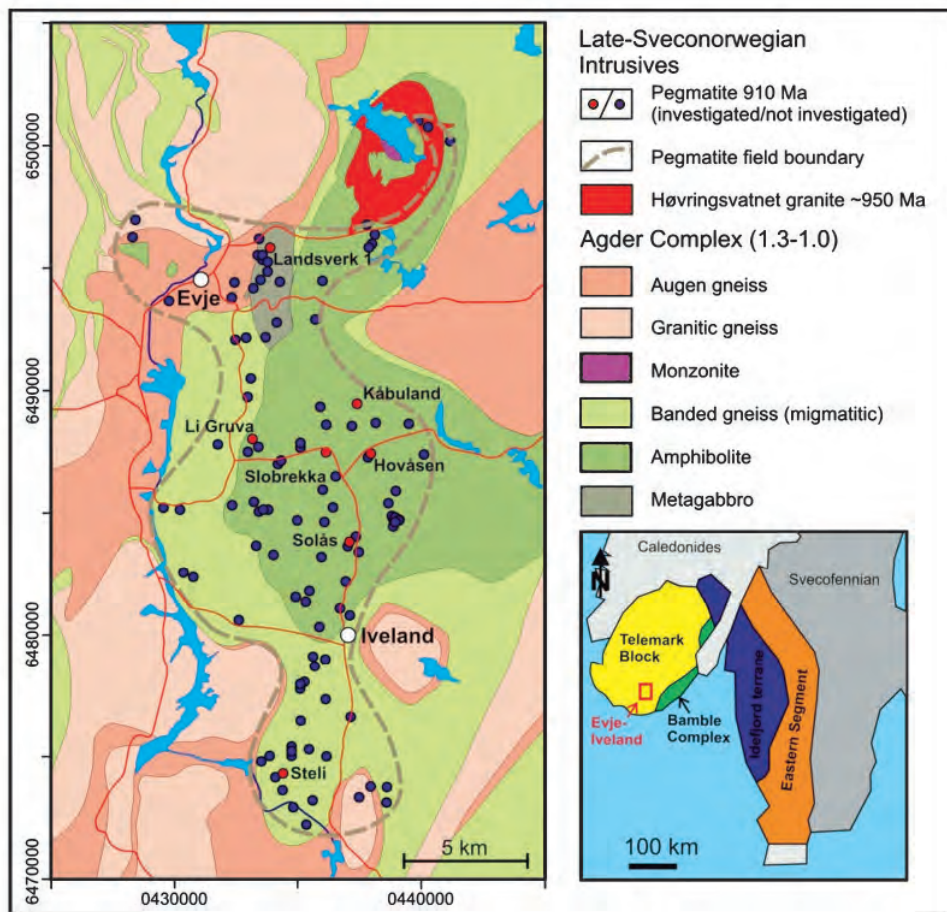 6500000
6490000
6480000
6470000
0430000
0440000
Landsverk 1
Evje
Kåbuland
Li Gruva
Slobrekka
Hovåsen
Solås
Iveland
Steli
5 km
Late-Sveconorwegian
Intrusives
Pegmatite 910 Ma
(investigated/not investigated)
Pegmatite field boundary
Høvringsvatnet granite ~950 Ma
Agder Complex (1.3-1.0)
Augen gneiss
Granitic gneiss
Monzonite
Banded gneiss (migmatitic)
Amphibolite
Metagabbro
Caledonides
N
Svecofennian
Telemark
Block
Idefjord terrane
Eastern Segment
Evje-
Iveland
Bamble
Complex
100 km